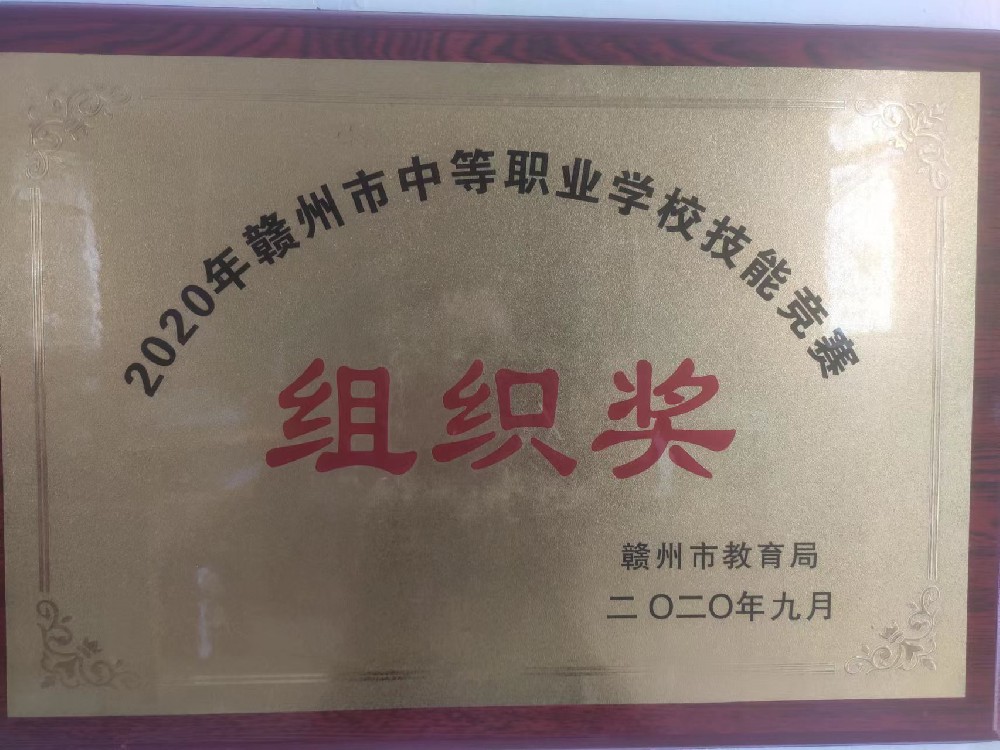 2020年赣州市中等职业学校技能竞赛
组织奖
赣州市教育局
二〇二〇年九月